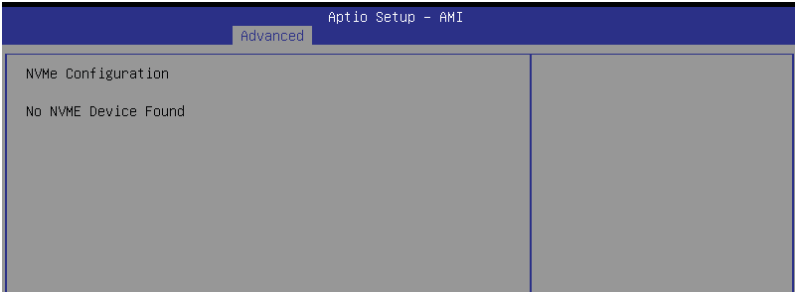 Aptio Setup – AMI
Advanced
NVMe Configuration
No NVME Device Found